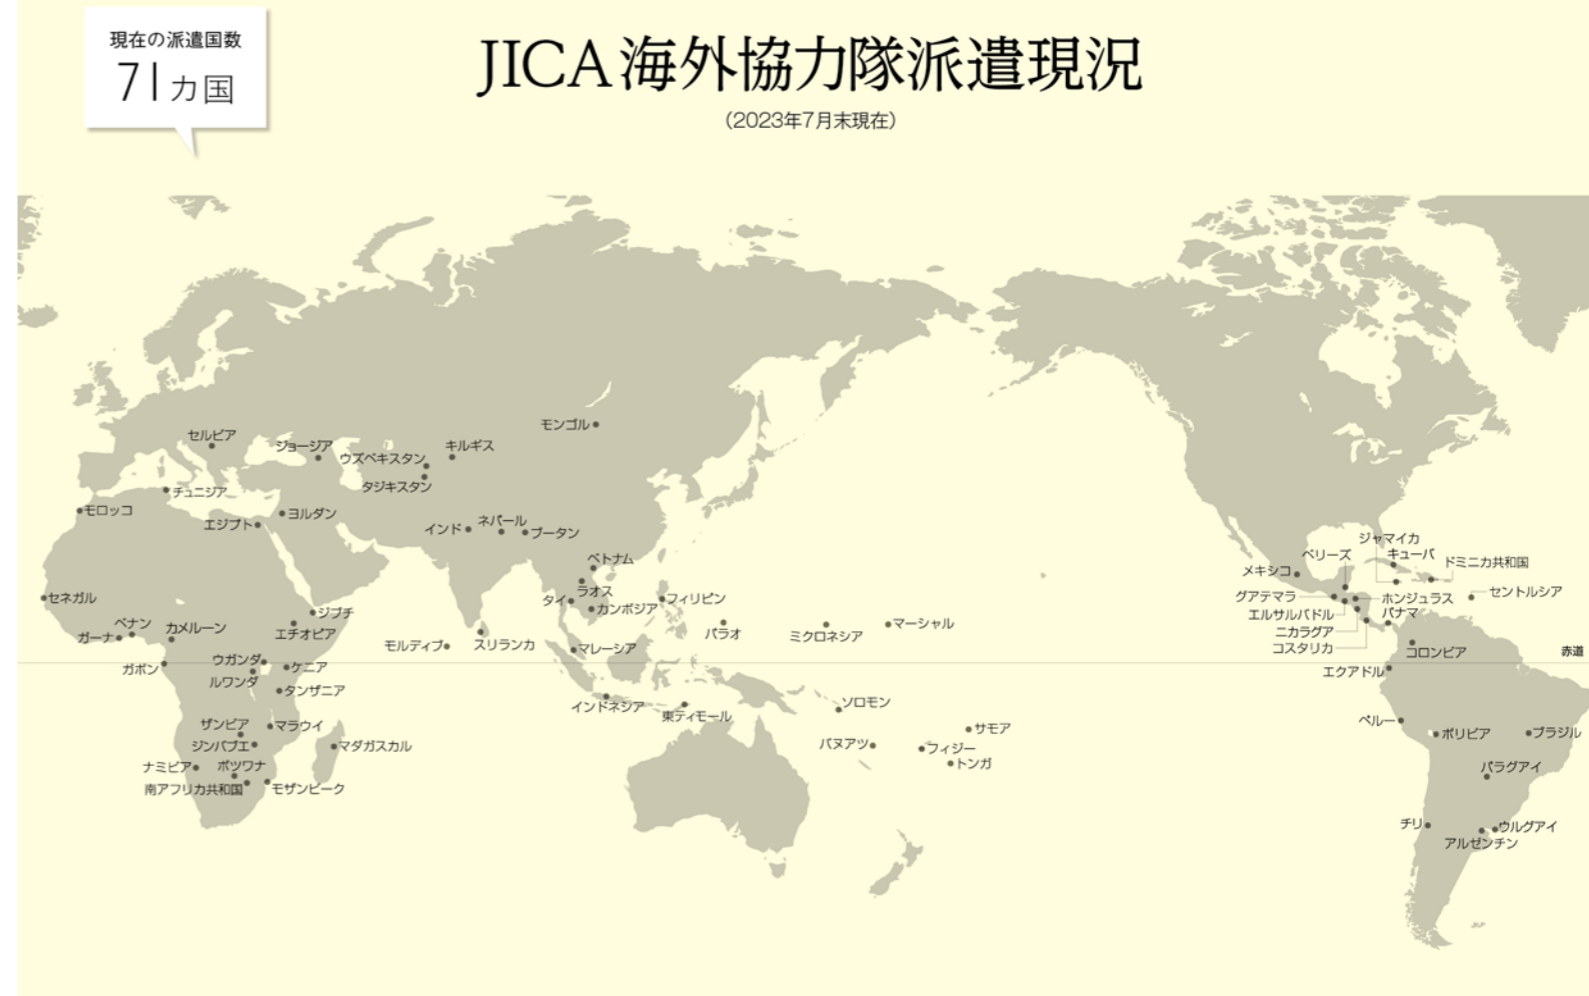 現在の派遣国数
71カ国
JICA海外協力隊派遣現況
（2023年7月末現在）
モンゴル
セルビア
ジョージア
キルギス
ウズベキスタン
タジキスタン
チュニジア
モロッコ
ヨルダン
エジプト
インド
ネパール
ブータン
ベトナム
ラオス
タイ
カンボジア
フィリピン
セネガル
ジブチ
ベナン
カメルーン
ガーナ
エチオピア
モルディブ
スリランカ
マレーシア
パラオ
ミクロネシア
マーシャル
ガボン
ウガンダ
ケニア
ルワンダ
タンザニア
インドネシア
東ティモール
ソロモン
ザンビア
マラウイ
ジンバブエ
マダガスカル
バヌアツ
サモア
フィジー
トンガ
ナミビア
ボツワナ
南アフリカ共和国
モザンビーク
ジャマイカ
ベリーズ
キューバ
ドミニカ共和国
メキシコ
セントルシア
グアテマラ
ホンジュラス
エルサルバドル
パナマ
ニカラグア
コスタリカ
コロンビア
赤道
エクアドル
ペルー
ボリビア
ブラジル
パラグアイ
チリ
ウルグアイ
アルゼンチン